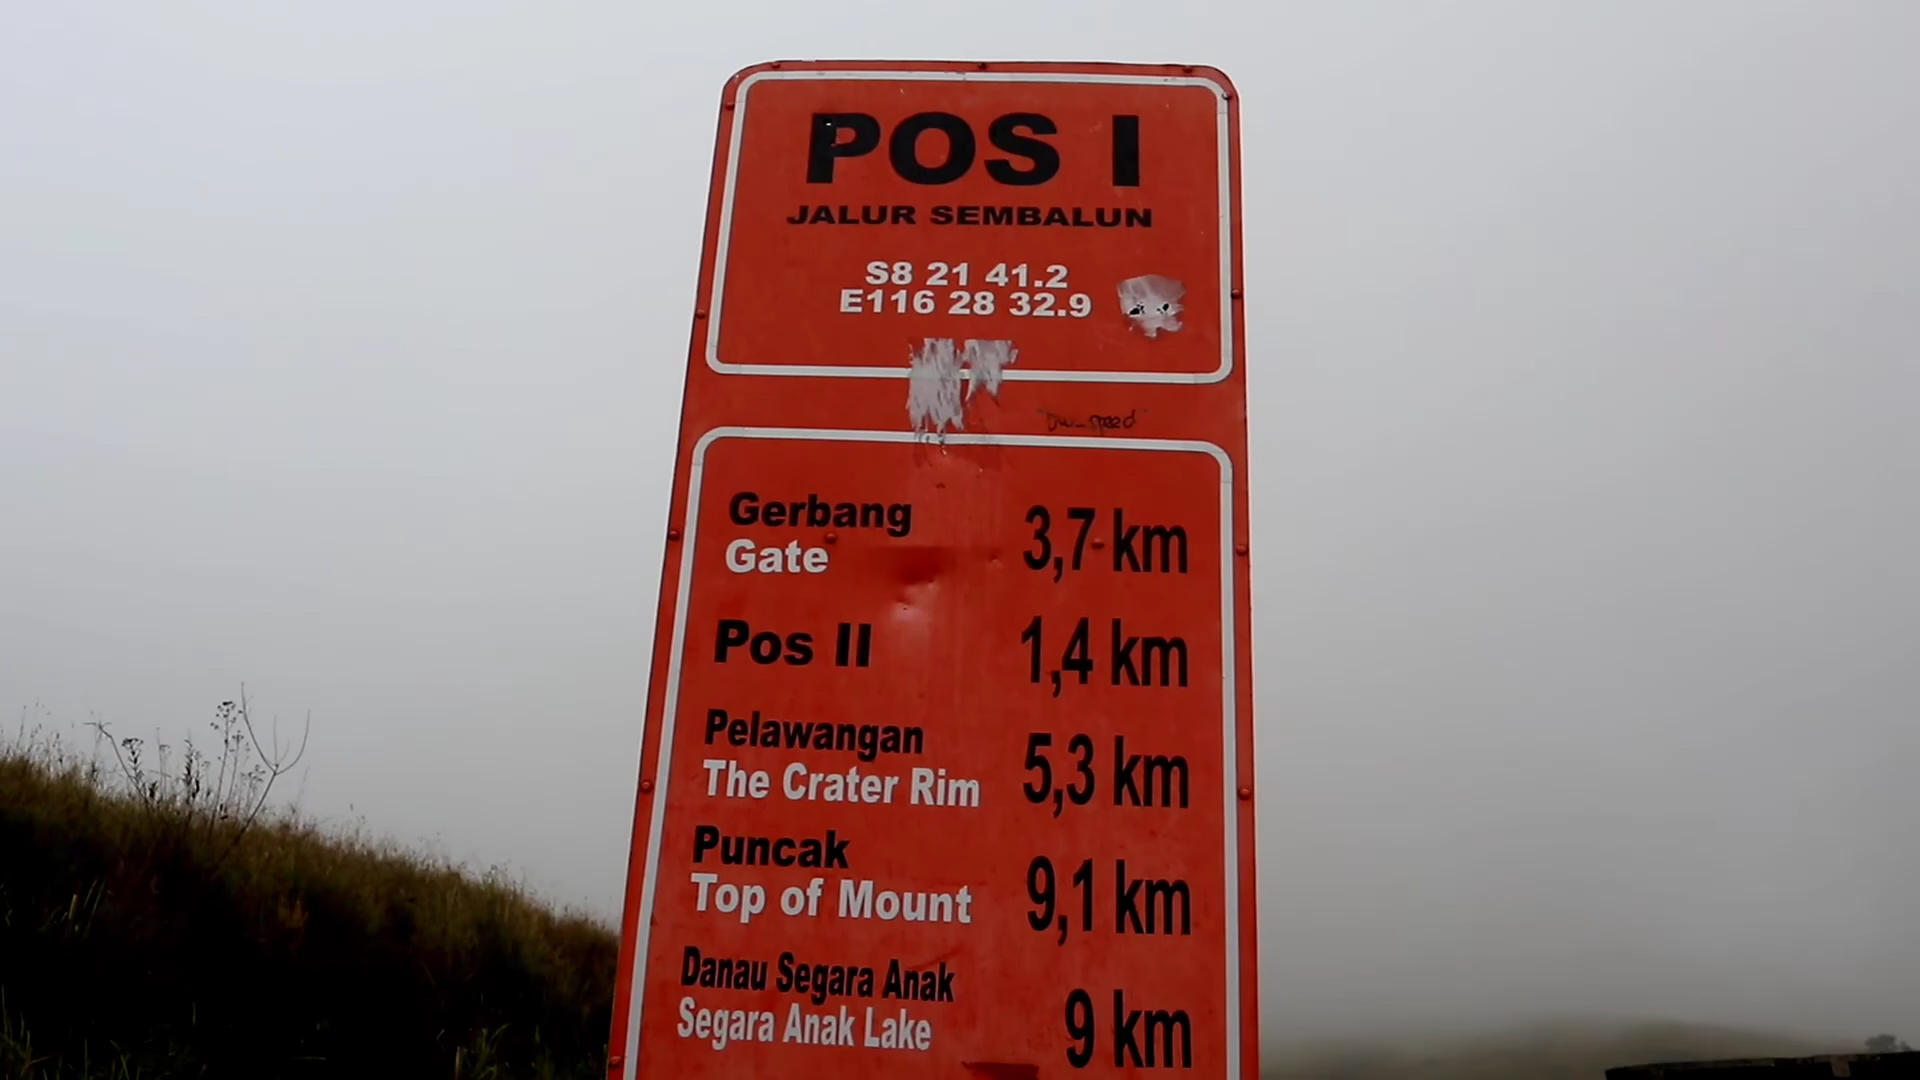 POS I
JALUR SEMBALUN
S8 21 41.2
E116 28 32.9
Gerbang
Gate
3,7 km
Pos II
1,4 km
Pelawangan
The Crater Rim
5,3 km
Puncak
Top of Mount
9,1 km
Danau Segara Anak
Segara Anak Lake
9 km